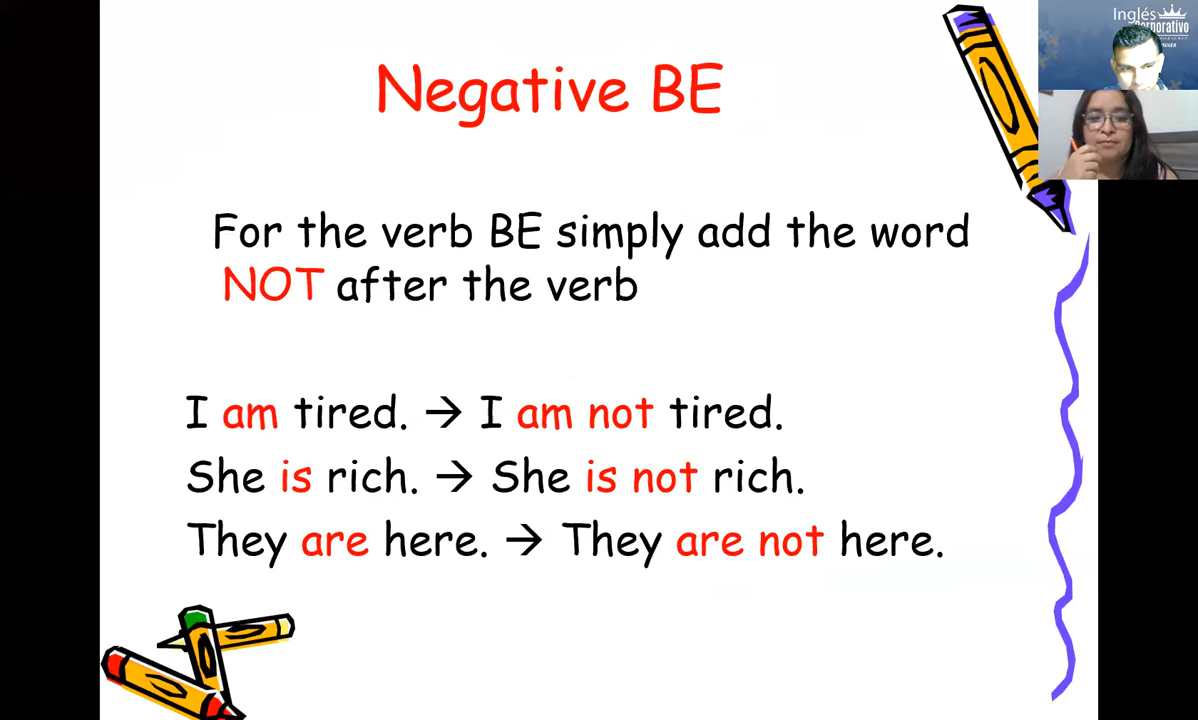 Negative BE
For the verb BE simply add the word
NOT after the verb
I am tired. → I am not tired.
She is rich. → She is not rich.
They are here. → They are not here.
Inglés